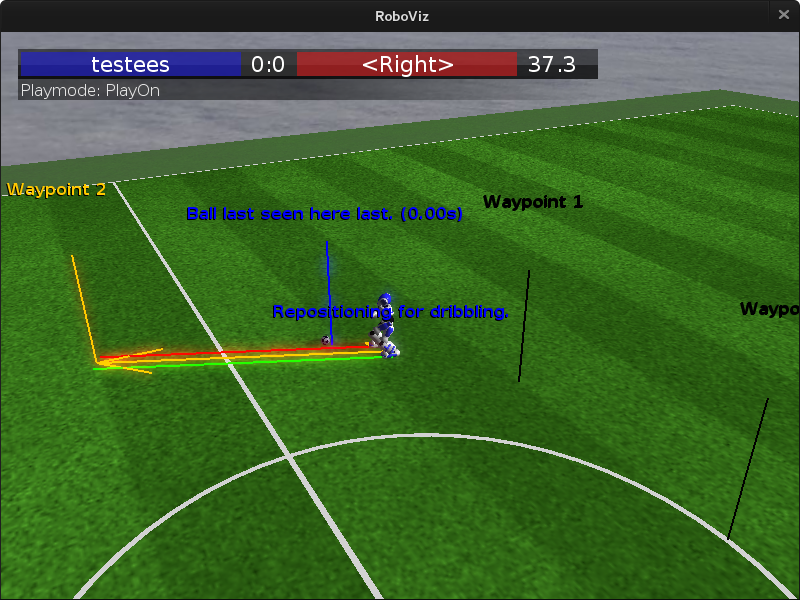 RoboViz
testees 0:0 <Right> 37.3
Playmode: PlayOn
Waypoint 2
Ball last seen here last. (0.00s)
Waypoint 1
Repositioning for dribbling.
Waypo